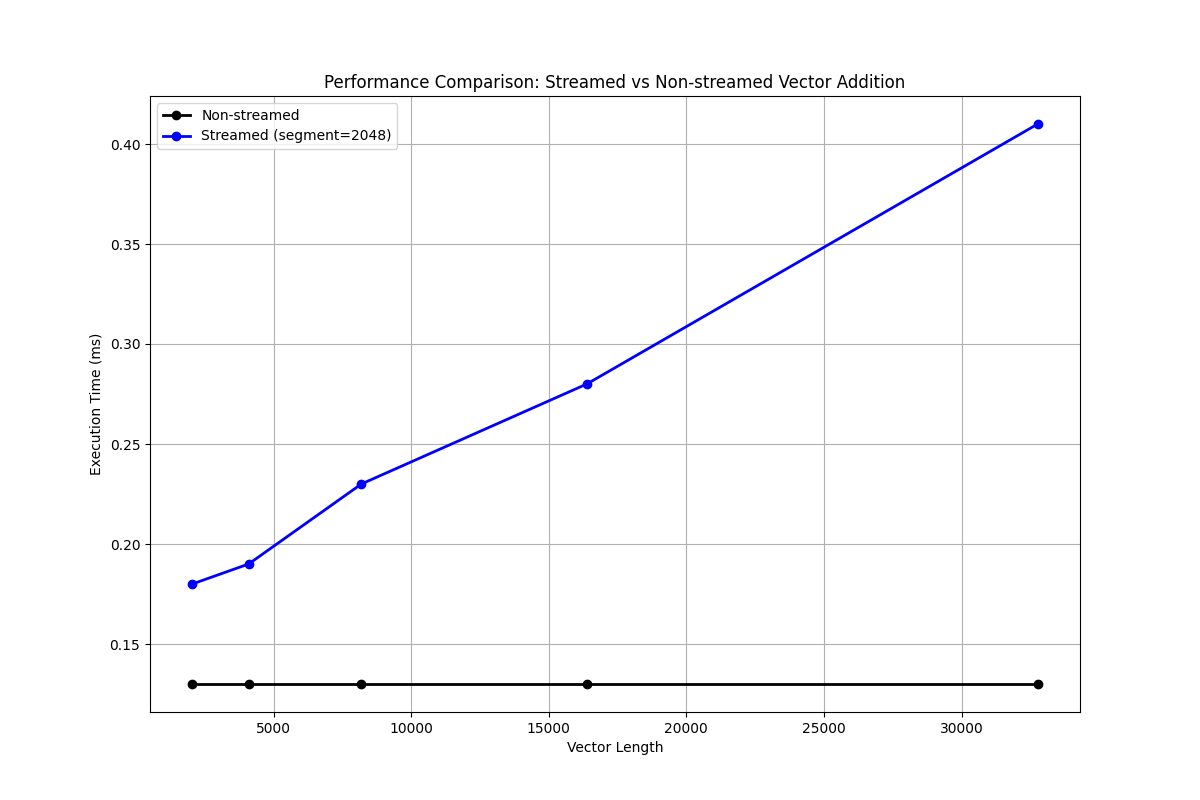 Performance Comparison: Streamed vs Non-streamed Vector Addition
Non-streamed
Streamed (segment=2048)
Execution Time (ms)
0.40
0.35
0.30
0.25
0.20
0.15
5000 10000 15000 20000 25000 30000
Vector Length